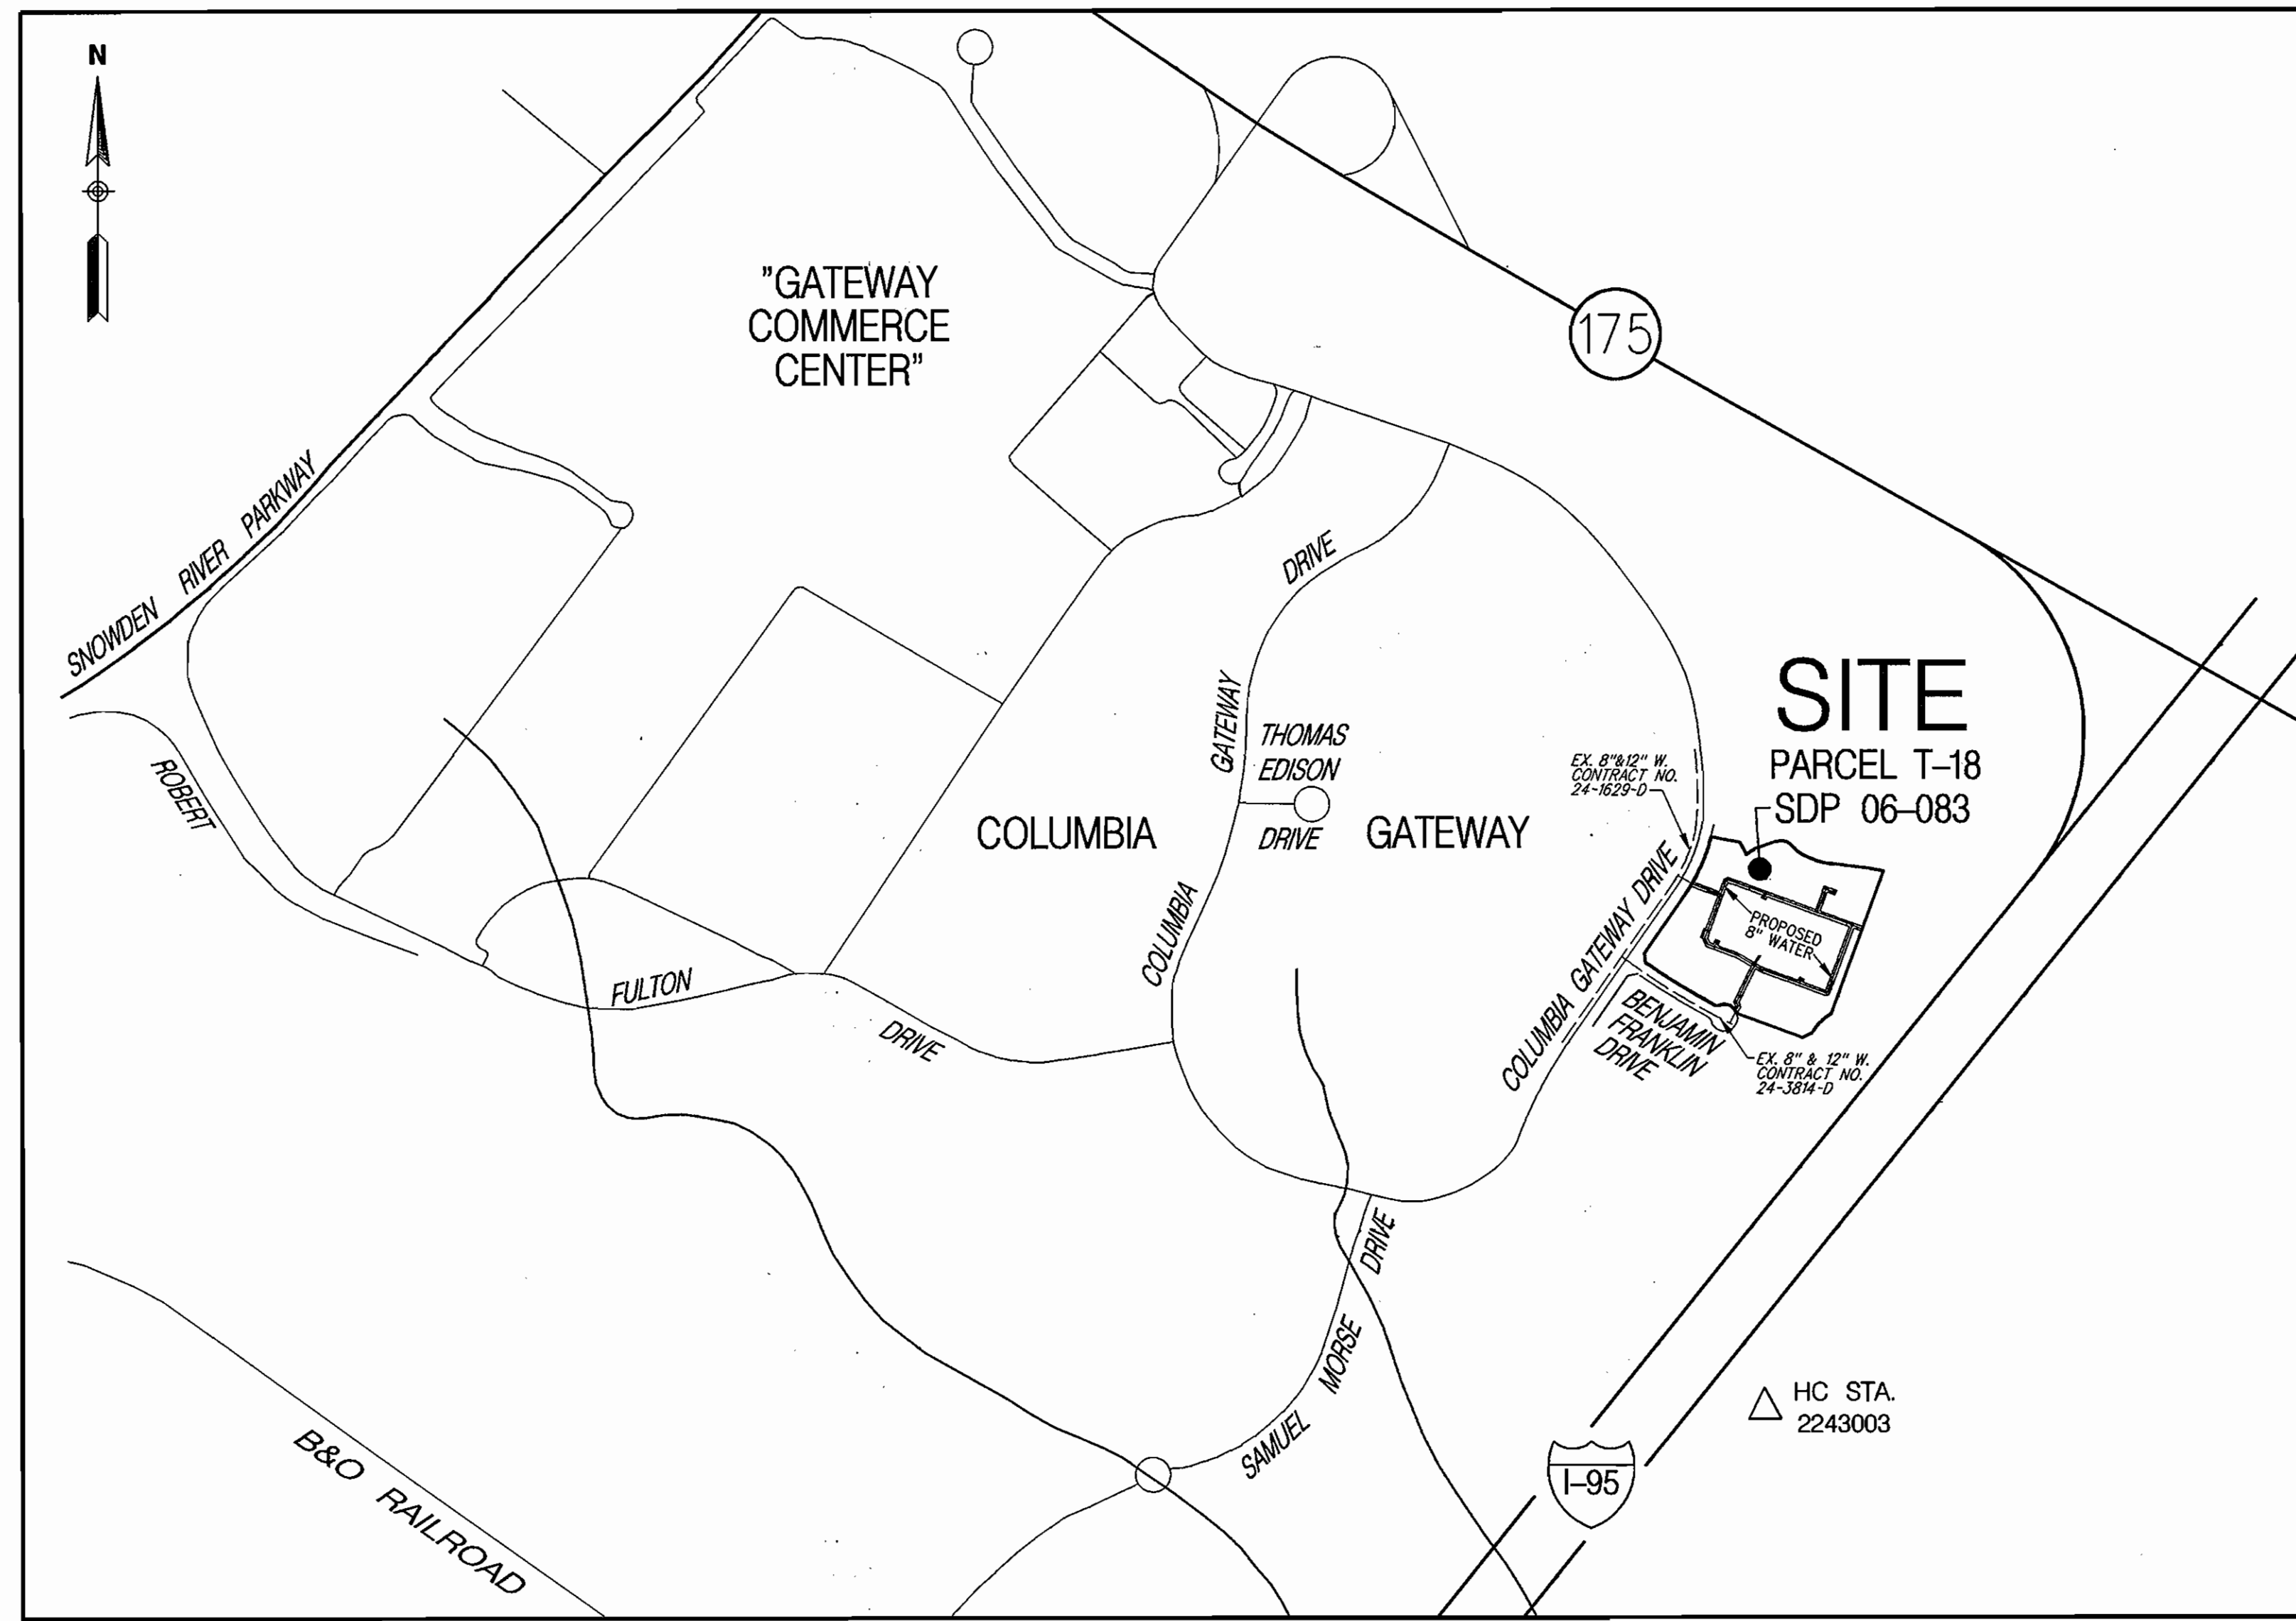 N
"GATEWAY
COMMERCE
CENTER"
175
SNOWDEN RIVER PARKWAY
DRIVE
GATEWAY
SITE
PARCEL T-18
SDP 06-083
THOMAS
EDISON
DRIVE
EX. 8"&12" W.
CONTRACT NO.
24-1629-D
ROBERT
COLUMBIA
GATEWAY
COLUMBIA
COLUMBIA GATEWAY DRIVE
PROPOSED
8" WATER
FULTON
DRIVE
BENJAMIN
FRANKLIN
DRIVE
EX. 8" & 12" W.
CONTRACT NO.
24-3814-D
SAMUEL MORSE DRIVE
HC STA.
2243003
I-95
B&O RAILROAD